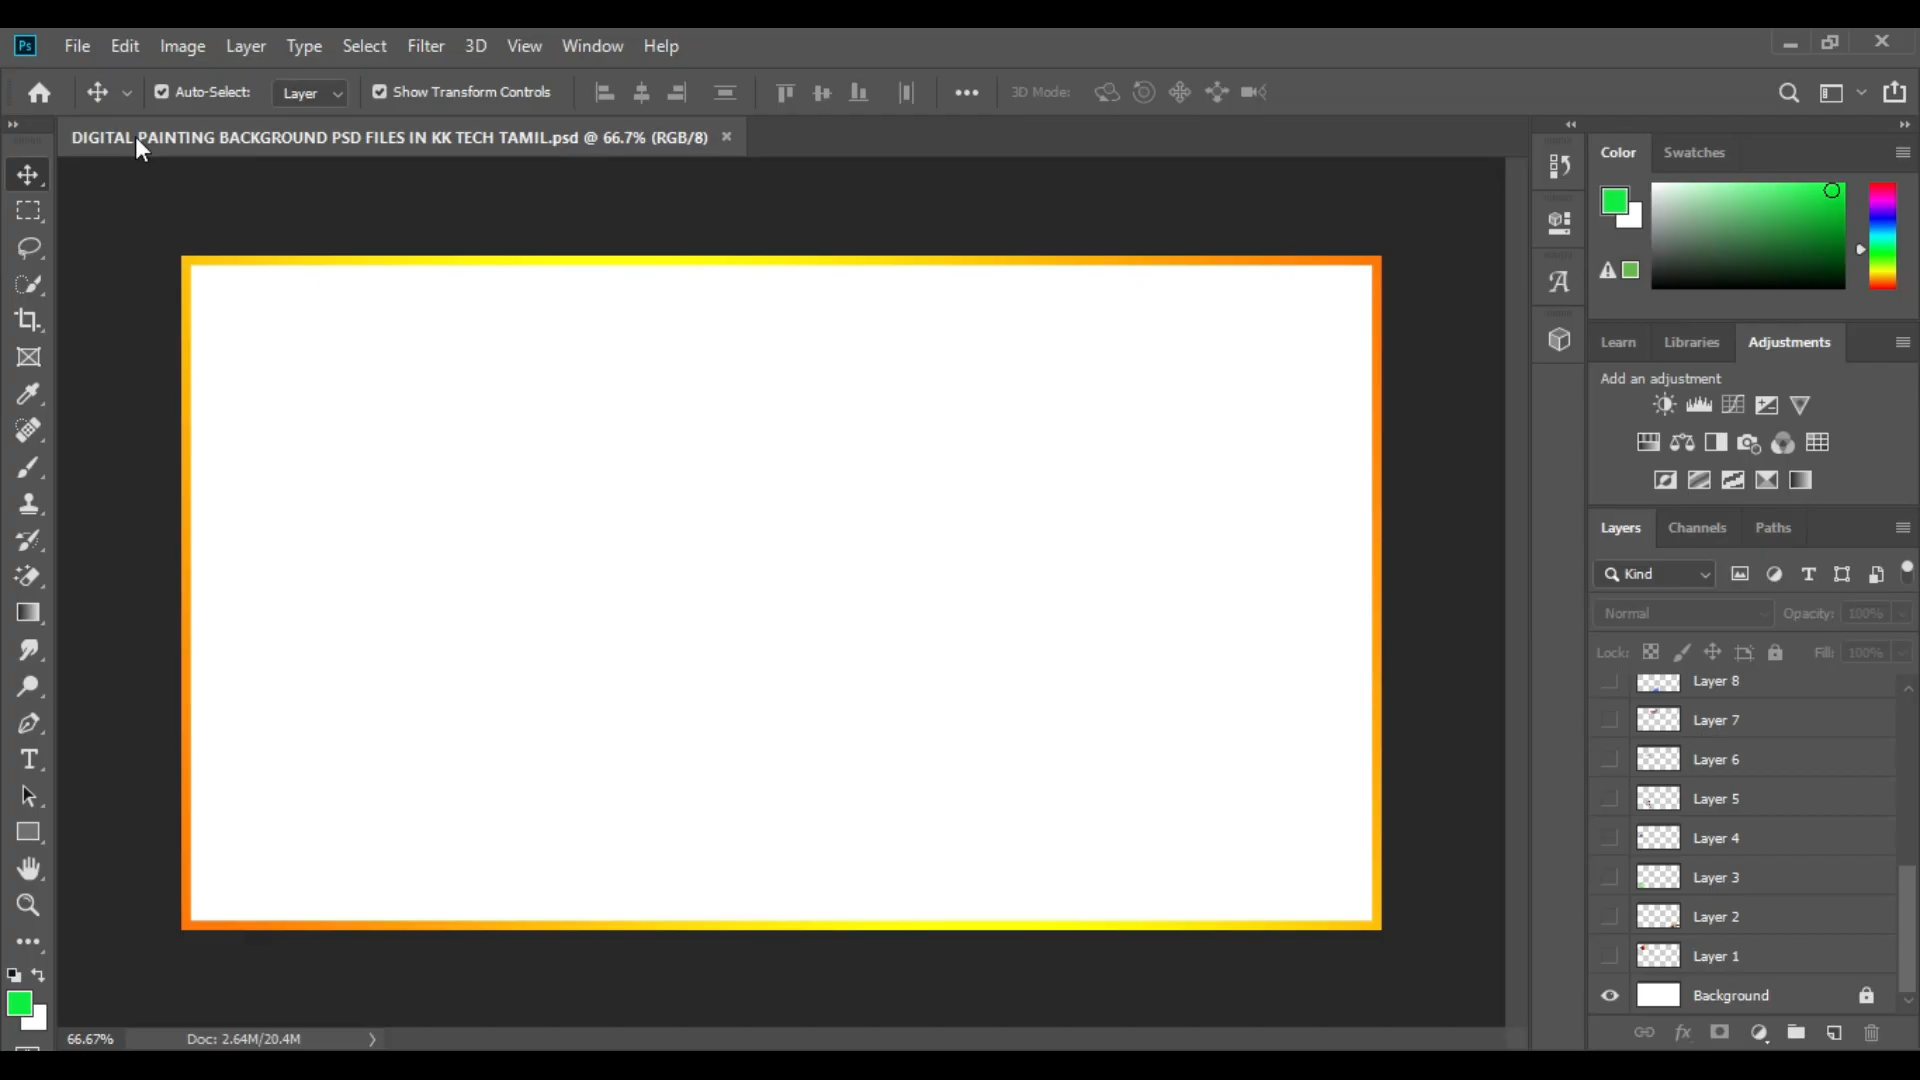 Ps File Edit Image Layer Type Select Filter 3D View Window Help
Auto-Select: Layer Show Transform Controls 3D Mode:
DIGITAL PAINTING BACKGROUND PSD FILES IN KK TECH TAMIL.psd @ 66.7% (RGB/8)
Color Swatches
Learn Libraries Adjustments
Add an adjustment
Layers Channels Paths
Kind
Normal Opacity: 100%
Lock: Fill: 100%
Layer 8
Layer 7
Layer 6
Layer 5
Layer 4
Layer 3
Layer 2
Layer 1
Background
66.67% Doc: 2.64M/20.4M